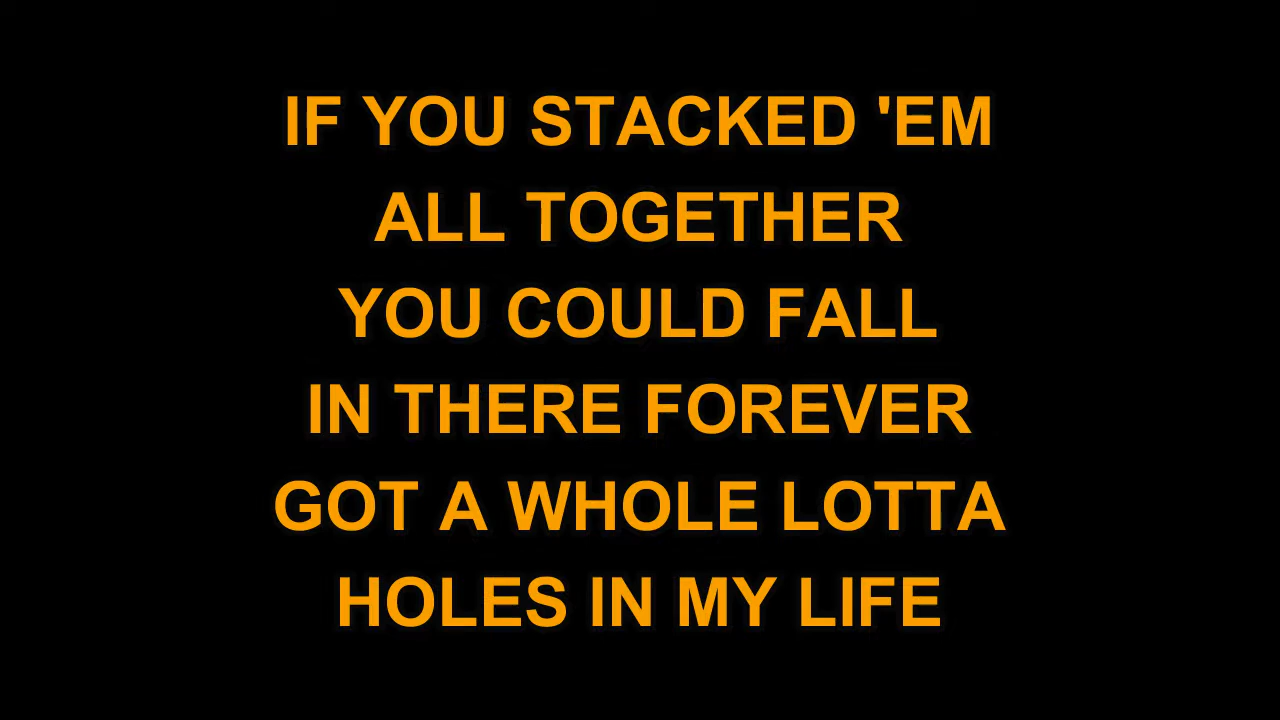 IF YOU STACKED 'EM
ALL TOGETHER
YOU COULD FALL
IN THERE FOREVER
GOT A WHOLE LOTTA
HOLES IN MY LIFE